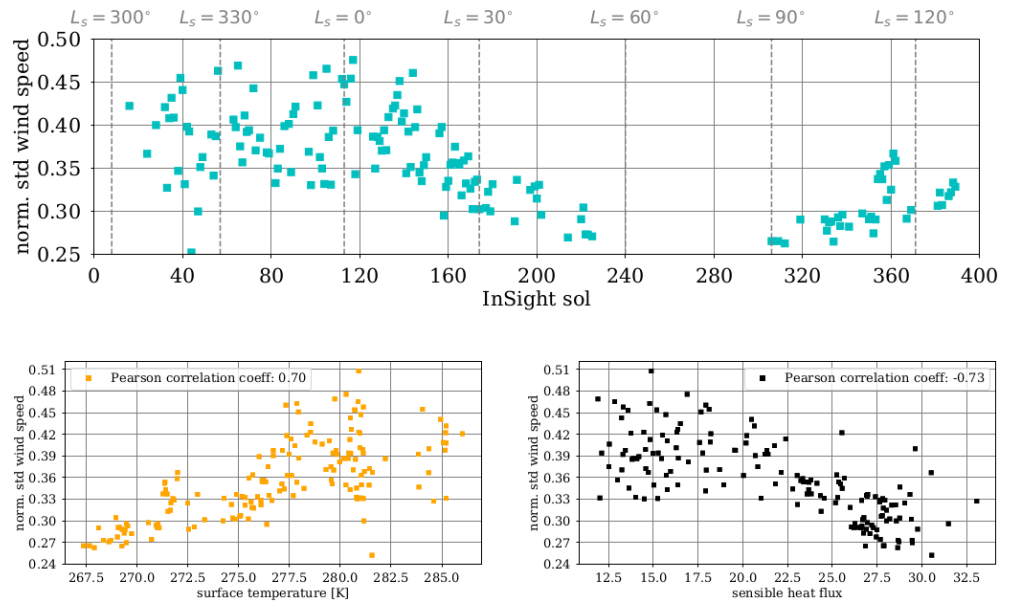 Ls = 300° Ls = 330° Ls = 0° Ls = 30° Ls = 60° Ls = 90° Ls = 120°
norm. std wind speed
0.50
0.45
0.40
0.35
0.30
0.25
0 40 80 120 160 200 240 280 320 360 400
InSight sol
norm. std wind speed
0.51
0.48
0.45
0.42
0.39
0.36
0.33
0.30
0.27
0.24
Pearson correlation coeff: 0.70
267.5 270.0 272.5 275.0 277.5 280.0 282.5 285.0
surface temperature [K]
norm. std wind speed
0.51
0.48
0.45
0.42
0.39
0.36
0.33
0.30
0.27
0.24
Pearson correlation coeff: -0.73
12.5 15.0 17.5 20.0 22.5 25.0 27.5 30.0 32.5
sensible heat flux